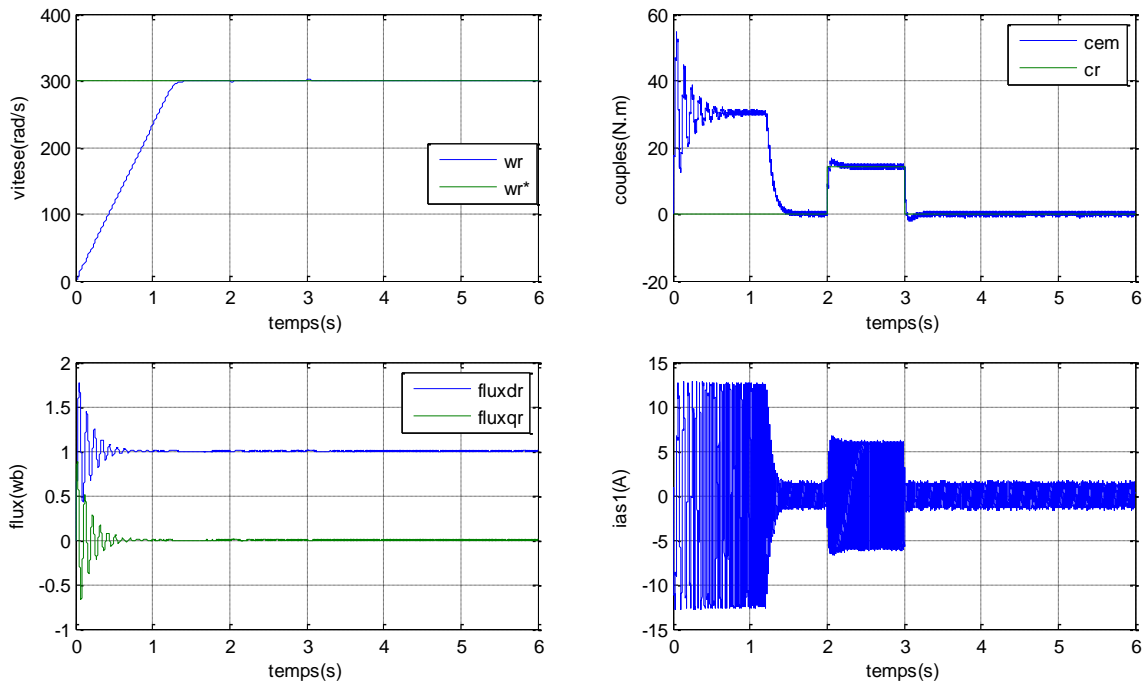 400
300
200
100
0
vitese(rad/s)
wr
wr*
0 1 2 3 4 5 6
temps(s)
60
40
20
0
-20
couples(N.m)
cem
cr
0 1 2 3 4 5 6
temps(s)
2
1.5
1
0.5
0
-0.5
-1
flux(wb)
fluxdr
fluxqr
0 1 2 3 4 5 6
temps(s)
15
10
5
0
-5
-10
-15
ias1(A)
0 1 2 3 4 5 6
temps(s)